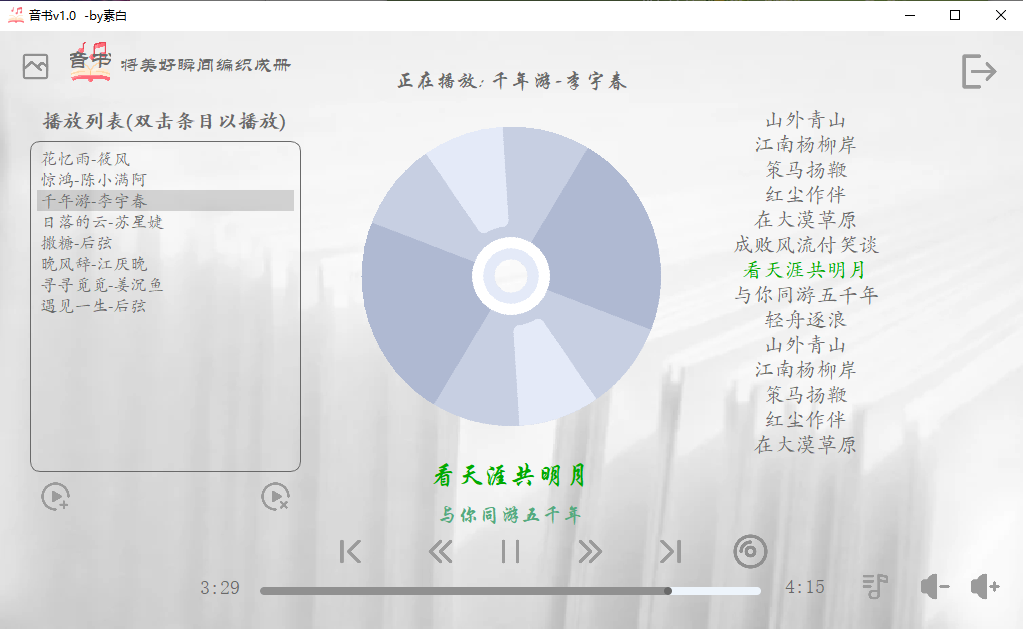 音书v1.0 -by素白
音书 将美好瞬间编织成册
正在播放: 千年游-李宇春
播放列表(双击条目以播放)
花忆雨-筱风
惊鸿-陈小满阿
千年游-李宇春
日落的云-苏星婕
撒糖-后弦
晚风辞-江厌晚
寻寻觅觅-姜沉鱼
遇见一生-后弦
山外青山
江南杨柳岸
策马扬鞭
红尘作伴
在大漠草原
成败风流付笑谈
看天涯共明月
与你同游五千年
轻舟逐浪
山外青山
江南杨柳岸
策马扬鞭
红尘作伴
在大漠草原
看天涯共明月
与你同游五千年
3:29
4:15